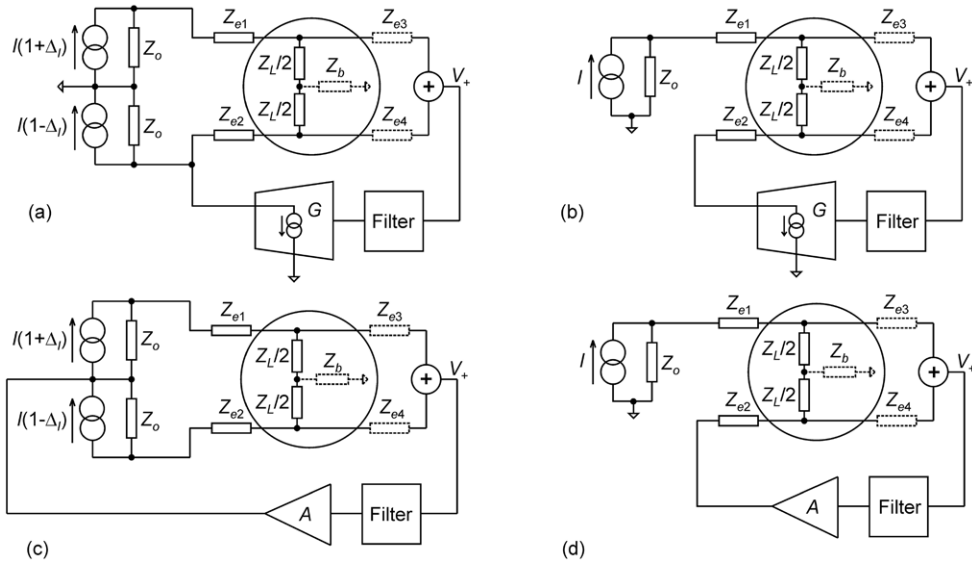 I(1+Δ_I)
Z_o
Z_e1
Z_e3
Z_L/2
Z_b
V_+
+
I(1-Δ_I)
Z_o
Z_L/2
Z_e2
Z_e4
G
Filter
(a)
I
Z_o
Z_e1
Z_e3
Z_L/2
Z_b
V_+
+
Z_L/2
Z_e2
Z_e4
G
Filter
(b)
I(1+Δ_I)
Z_o
Z_e1
Z_e3
Z_L/2
Z_b
V_+
+
I(1-Δ_I)
Z_o
Z_L/2
Z_e2
Z_e4
A
Filter
(c)
I
Z_o
Z_e1
Z_e3
Z_L/2
Z_b
V_+
+
Z_L/2
Z_e2
Z_e4
A
Filter
(d)